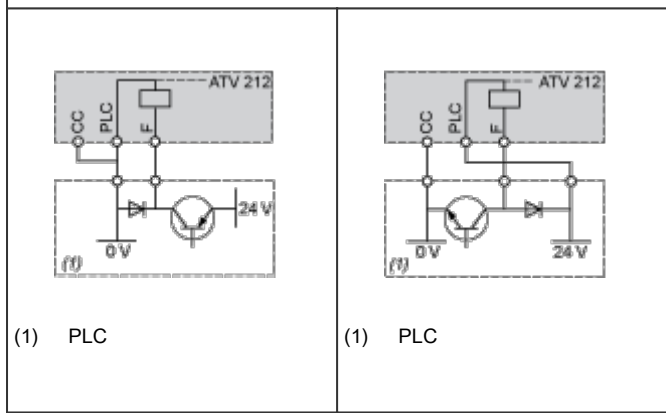 ATV 212
CC
PLC
F
0 V
24 V
(1)
(1) PLC
ATV 212
CC
PLC
F
0 V
24 V
(1)
(1) PLC